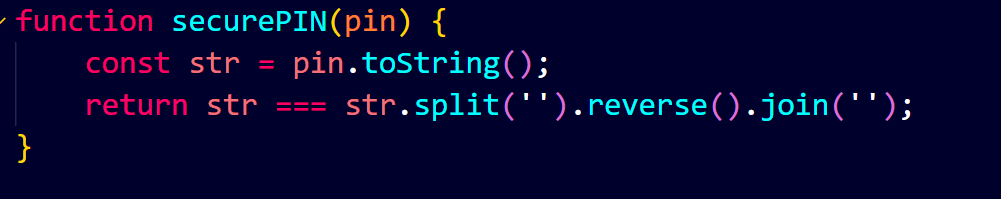 function securePIN(pin) {
    const str = pin.toString();
    return str === str.split('').reverse().join('');
}